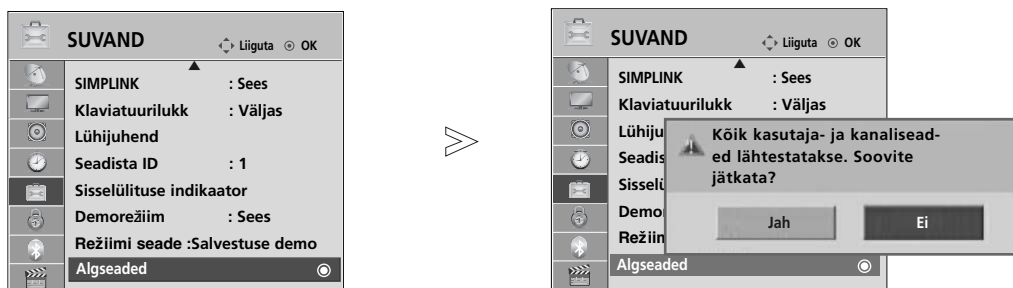 SUVAND Liiguta OK
SIMPLINK : Sees
Klaviatuurilukk : Väljas
Lühijuhend
Seadista ID : 1
Sisselülituse indikaator
Demorežiim : Sees
Režiimi seade :Salvestuse demo
Algseaded
SUVAND Liiguta OK
SIMPLINK : Sees
Klaviatuurilukk : Väljas
Lühiju
Seadis
Sisselü
Demo
Režiim
Algseaded
Kõik kasutaja- ja kanalisead-
ed lähtestatakse. Soovite
jätkata?
Jah Ei